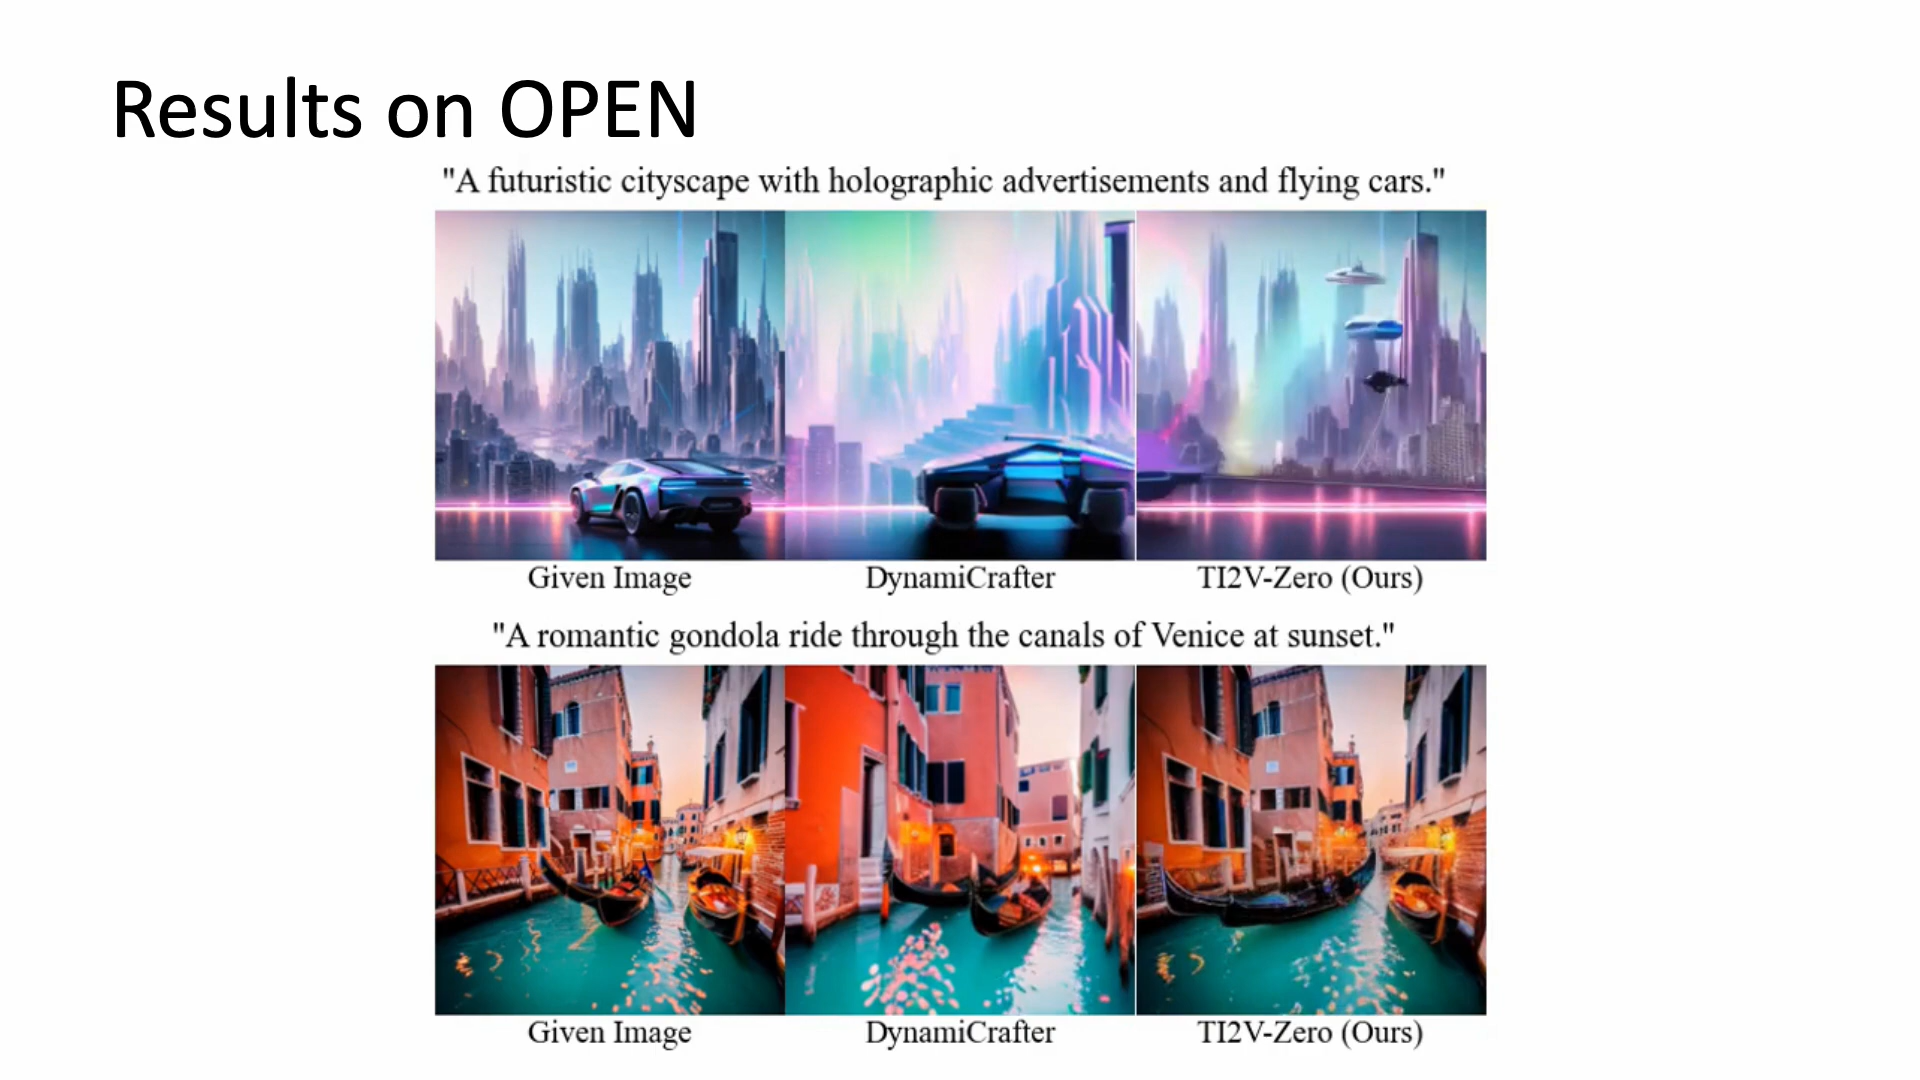 Results on OPEN
"A futuristic cityscape with holographic advertisements and flying cars."
Given Image DynamiCrafter TI2V-Zero (Ours)
"A romantic gondola ride through the canals of Venice at sunset."
Given Image DynamiCrafter TI2V-Zero (Ours)